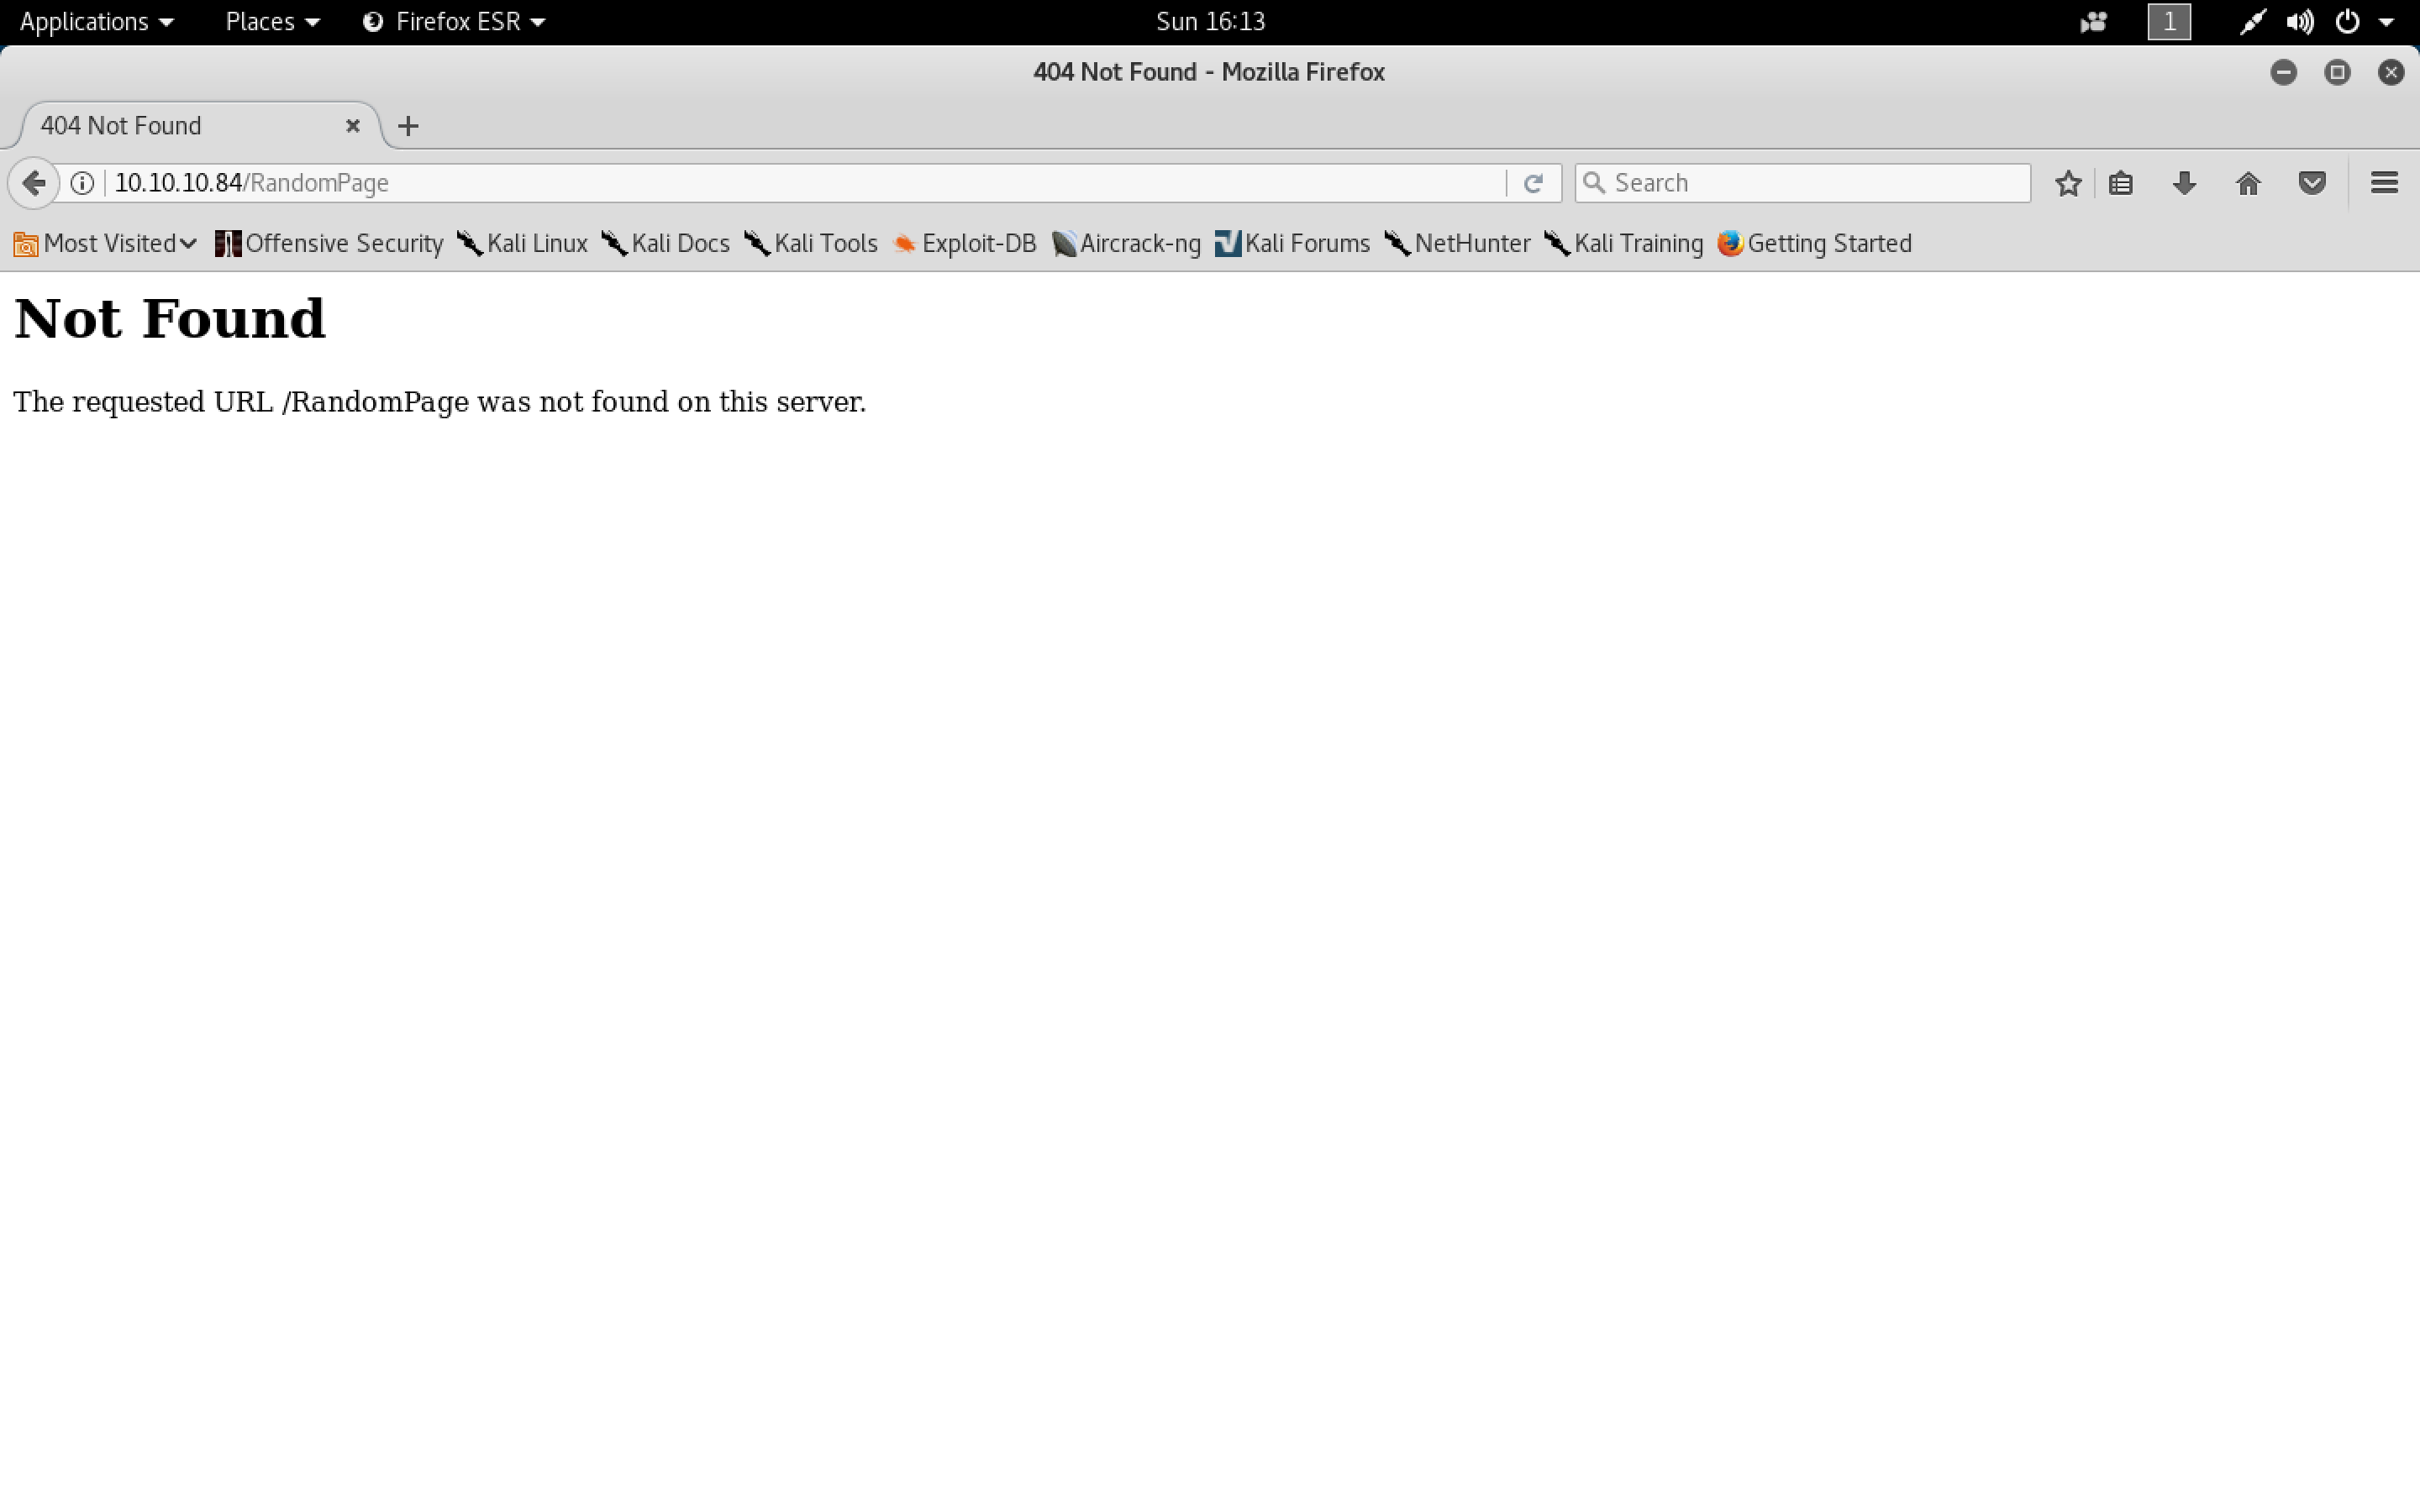 Applications Places Firefox ESR Sun 16:13 1
404 Not Found - Mozilla Firefox
404 Not Found
10.10.10.84/RandomPage Search
Most Visited Offensive Security Kali Linux Kali Docs Kali Tools Exploit-DB Aircrack-ng Kali Forums NetHunter Kali Training Getting Started
Not Found
The requested URL /RandomPage was not found on this server.